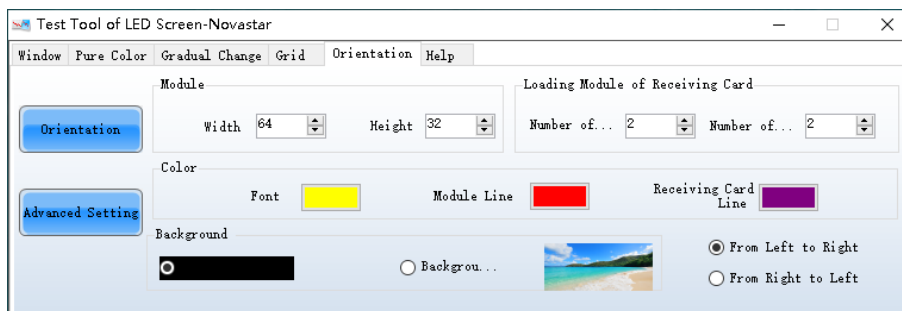 Test Tool of LED Screen-Novastar
Window Pure Color Gradual Change Grid Orientation Help
Module
Loading Module of Receiving Card
Orientation
Width 64
Height 32
Number of... 2
Number of... 2
Color
Font
Module Line
Receiving Card
Line
Advanced Setting
Background
Backgrou...
From Left to Right
From Right to Left